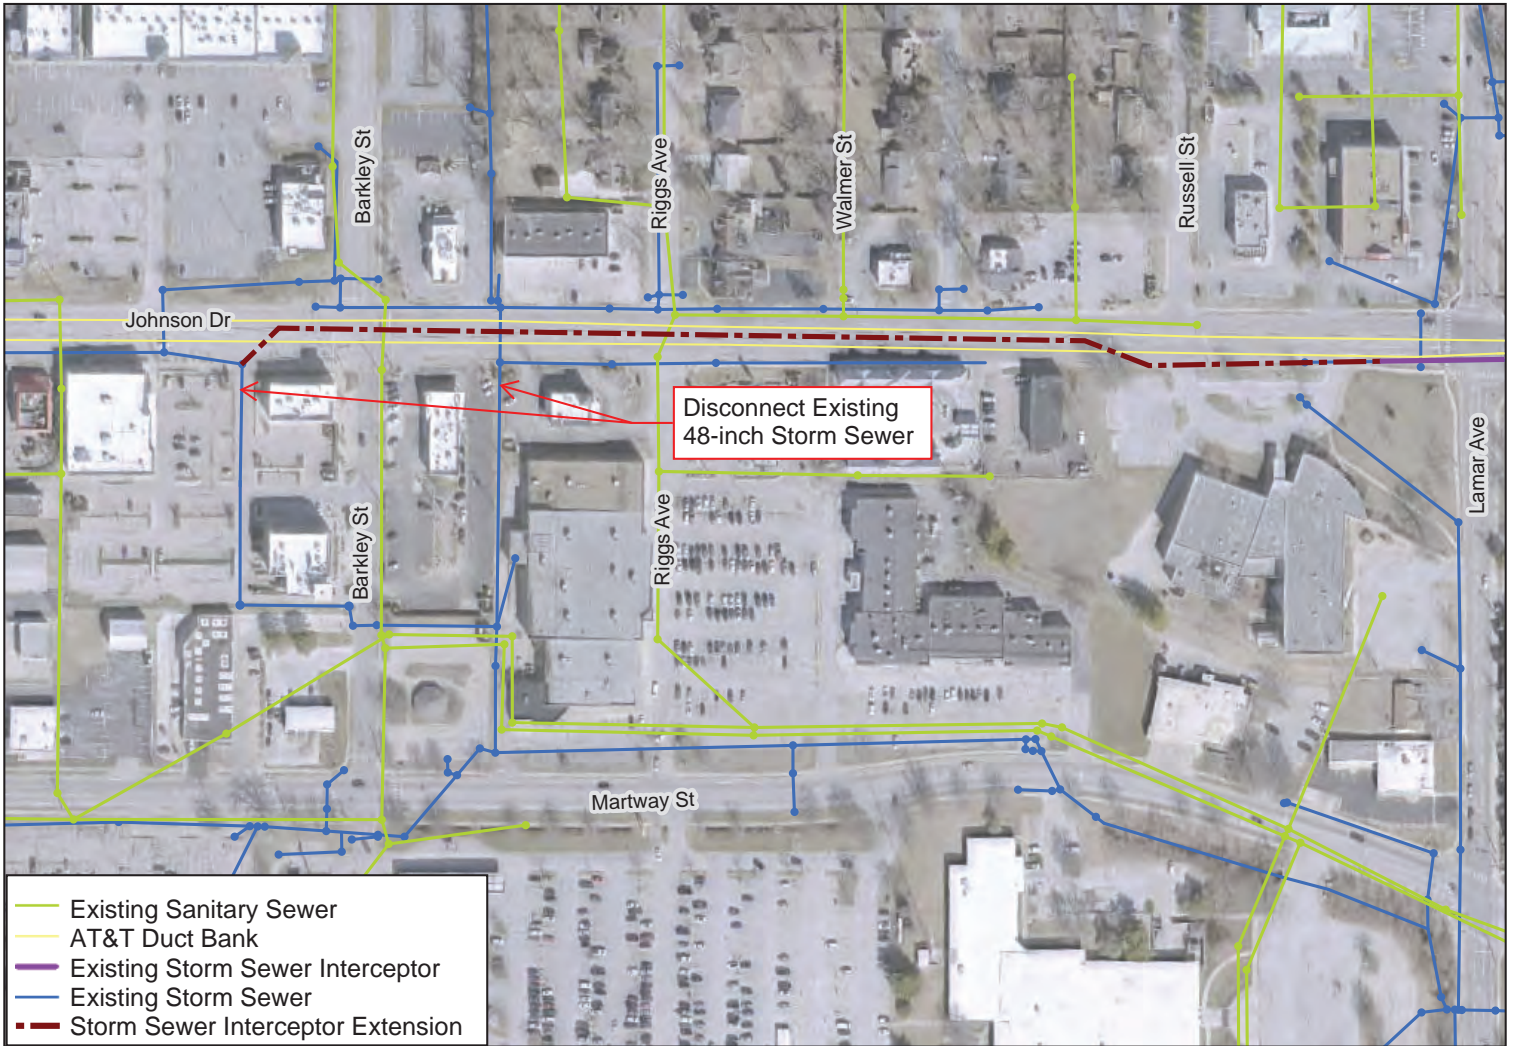 Barkley St
Riggs Ave
Walmer St
Russell St
Johnson Dr
Disconnect Existing
48-inch Storm Sewer
Lamar Ave
Barkley St
Riggs Ave
Martway St
Existing Sanitary Sewer
AT&T Duct Bank
Existing Storm Sewer Interceptor
Existing Storm Sewer
Storm Sewer Interceptor Extension